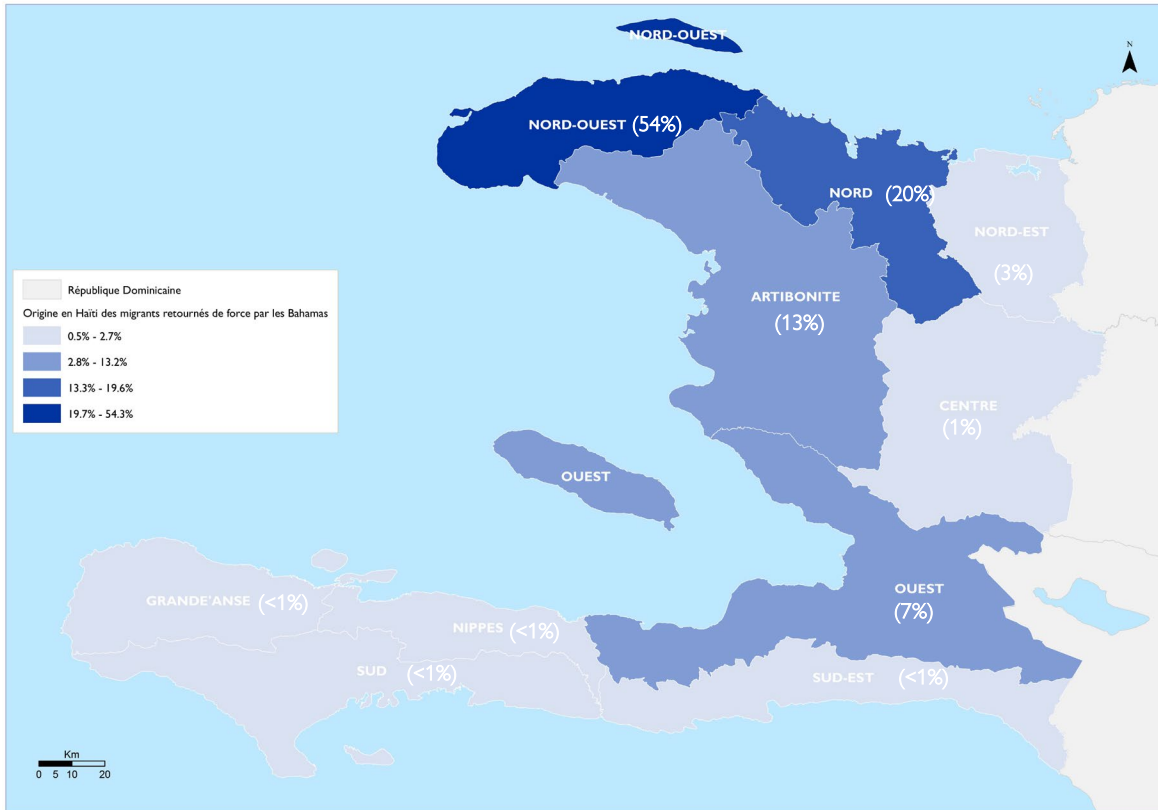 NORD-OUEST
N
NORD-OUEST (54%)
NORD (20%)
NORD-EST
(3%)
République Dominicaine
Origine en Haïti des migrants retournés de force par les Bahamas
0.5% - 2.7%
2.8% - 13.2%
13.3% - 19.6%
19.7% - 54.3%
ARTIBONITE
(13%)
CENTRE
(1%)
OUEST
OUEST
(7%)
GRANDE'ANSE (<1%)
NIPPES (<1%)
SUD (<1%)
SUD-EST (<1%)
Km
0 5 10 20